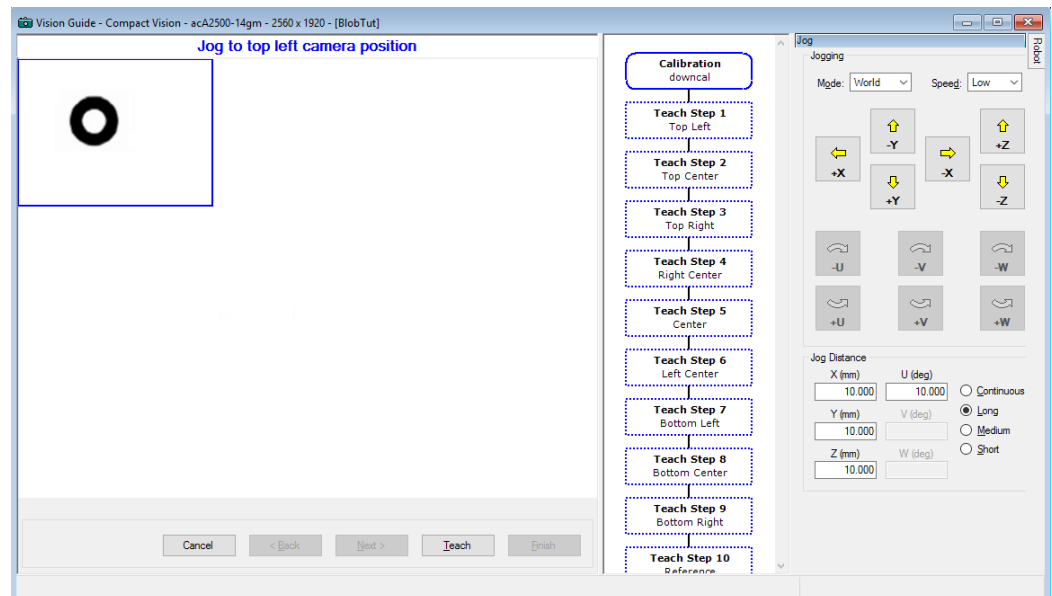 Vision Guide - Compact Vision - acA2500-14gm - 2560 x 1920 - [BlobTut]
Jog to top left camera position
Calibration
downcal
Teach Step 1
Top Left
Teach Step 2
Top Center
Teach Step 3
Top Right
Teach Step 4
Right Center
Teach Step 5
Center
Teach Step 6
Left Center
Teach Step 7
Bottom Left
Teach Step 8
Bottom Center
Teach Step 9
Bottom Right
Teach Step 10
Reference
Cancel < Back Next > Teach Finish
Jog
Robot
Jogging
Mode: World Speed: Low
-Y +Z
+X -X
+Y -Z
-U -V -W
+U +V +W
Jog Distance
X (mm) U (deg)
10.000 10.000 Continuous
Y (mm) V (deg) Long
10.000 Medium
Z (mm) W (deg) Short
10.000